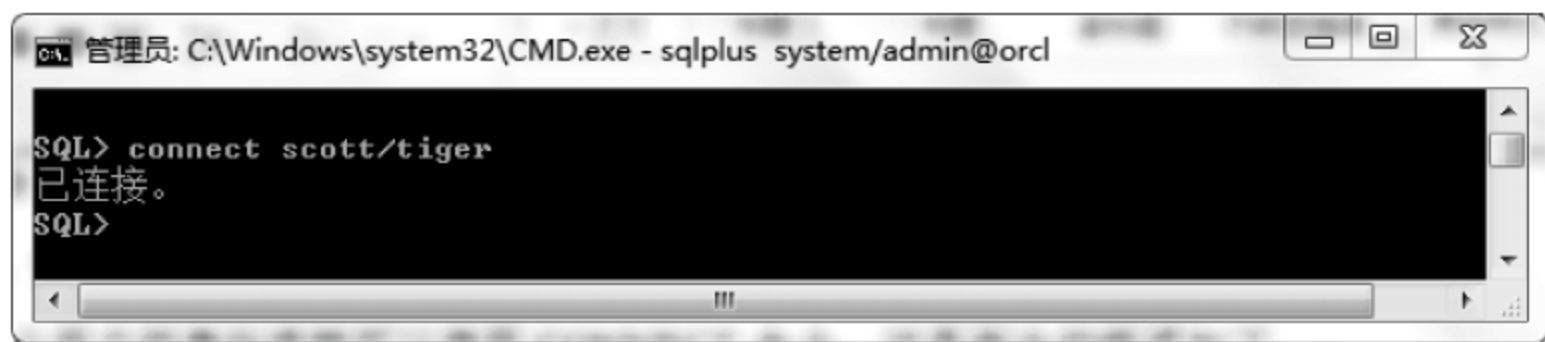 管理员: C:\Windows\system32\CMD.exe - sqlplus  system/admin@orcl
SQL> connect scott/tiger
已连接。
SQL>